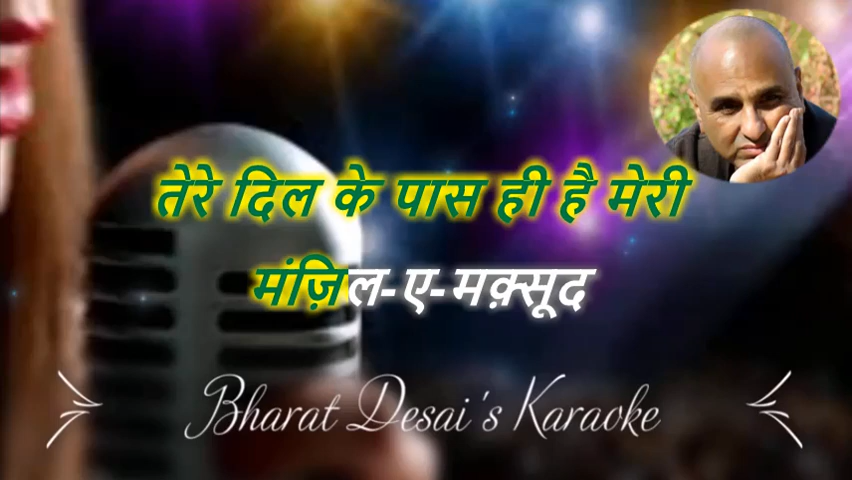 तेरे दिल के पास ही है मेरी
मंज़िल-ए-मक़्सूद
Bharat Desai's Karaoke